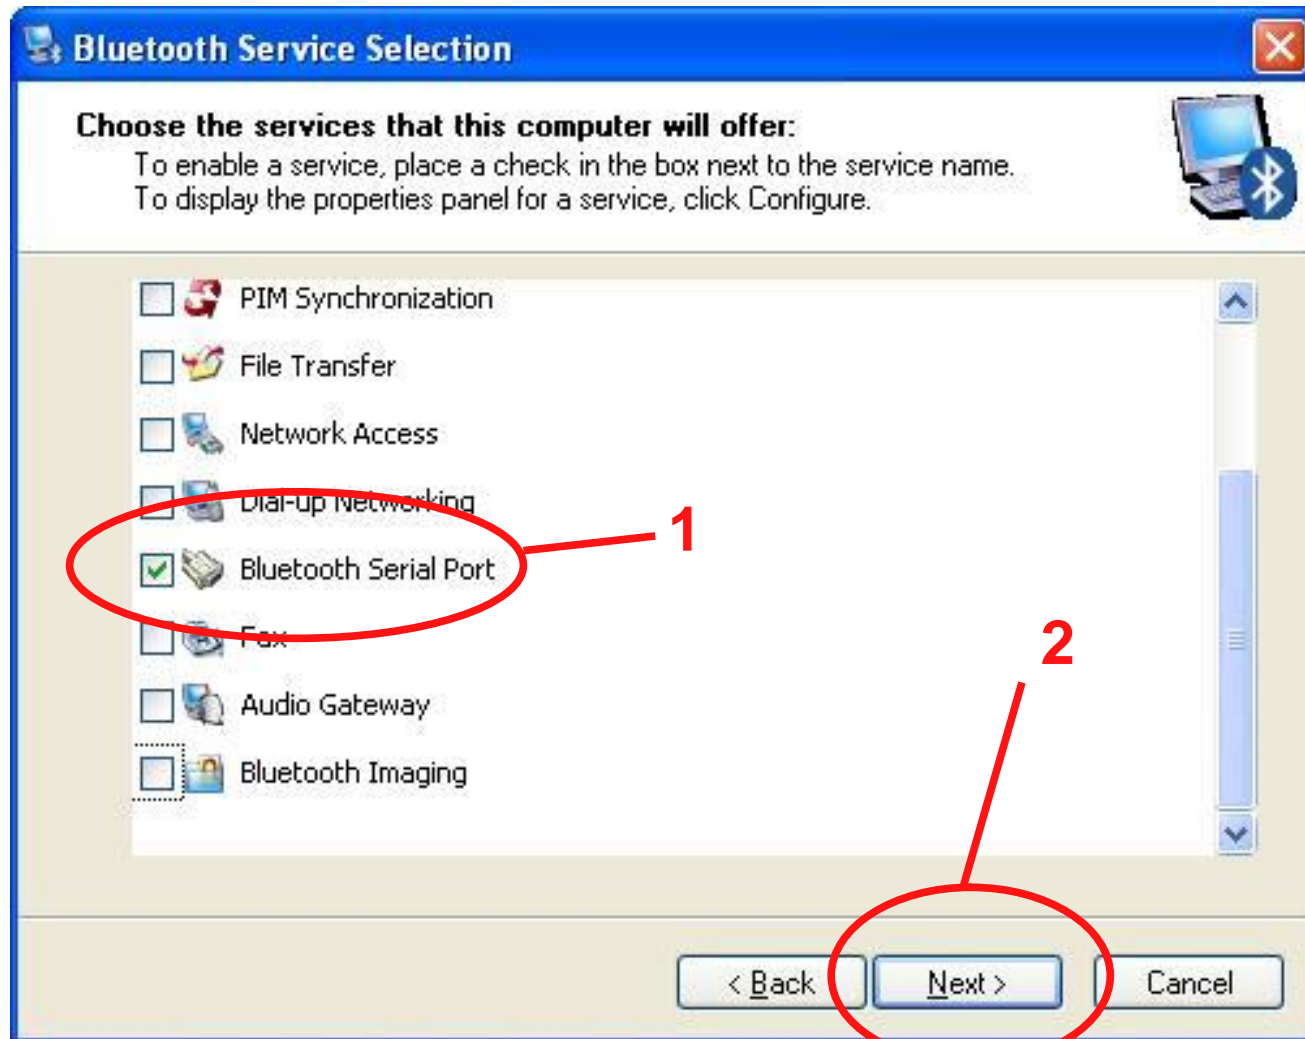 Bluetooth Service Selection
Choose the services that this computer will offer:
To enable a service, place a check in the box next to the service name.
To display the properties panel for a service, click Configure.
PIM Synchronization
File Transfer
Network Access
Dial-up Networking
1
Bluetooth Serial Port
Fax
2
Audio Gateway
Bluetooth Imaging
< Back
Next >
Cancel